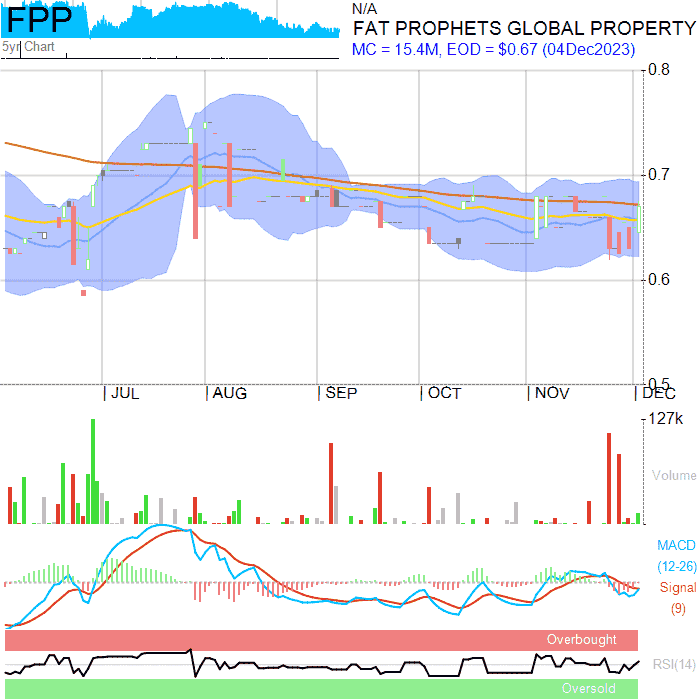 FPP
N/A
FAT PROPHETS GLOBAL PROPERTY
MC = 15.4M, EOD = $0.67 (04Dec2023)
5yr Chart
0.8
0.7
0.6
0.5
JUL AUG SEP OCT NOV DEC
127k
Volume
MACD
(12-26)
Signal
(9)
Overbought
RSI(14)
Oversold